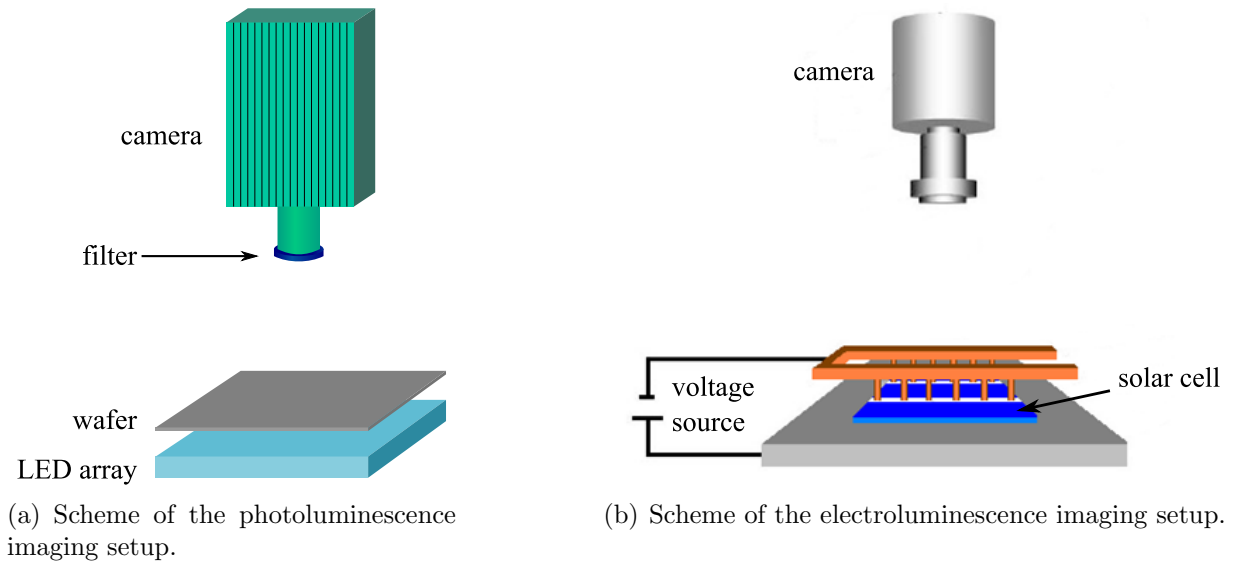 camera
filter
wafer
LED array
(a) Scheme of the photoluminescence
imaging setup.
camera
voltage
source
solar cell
(b) Scheme of the electroluminescence imaging setup.